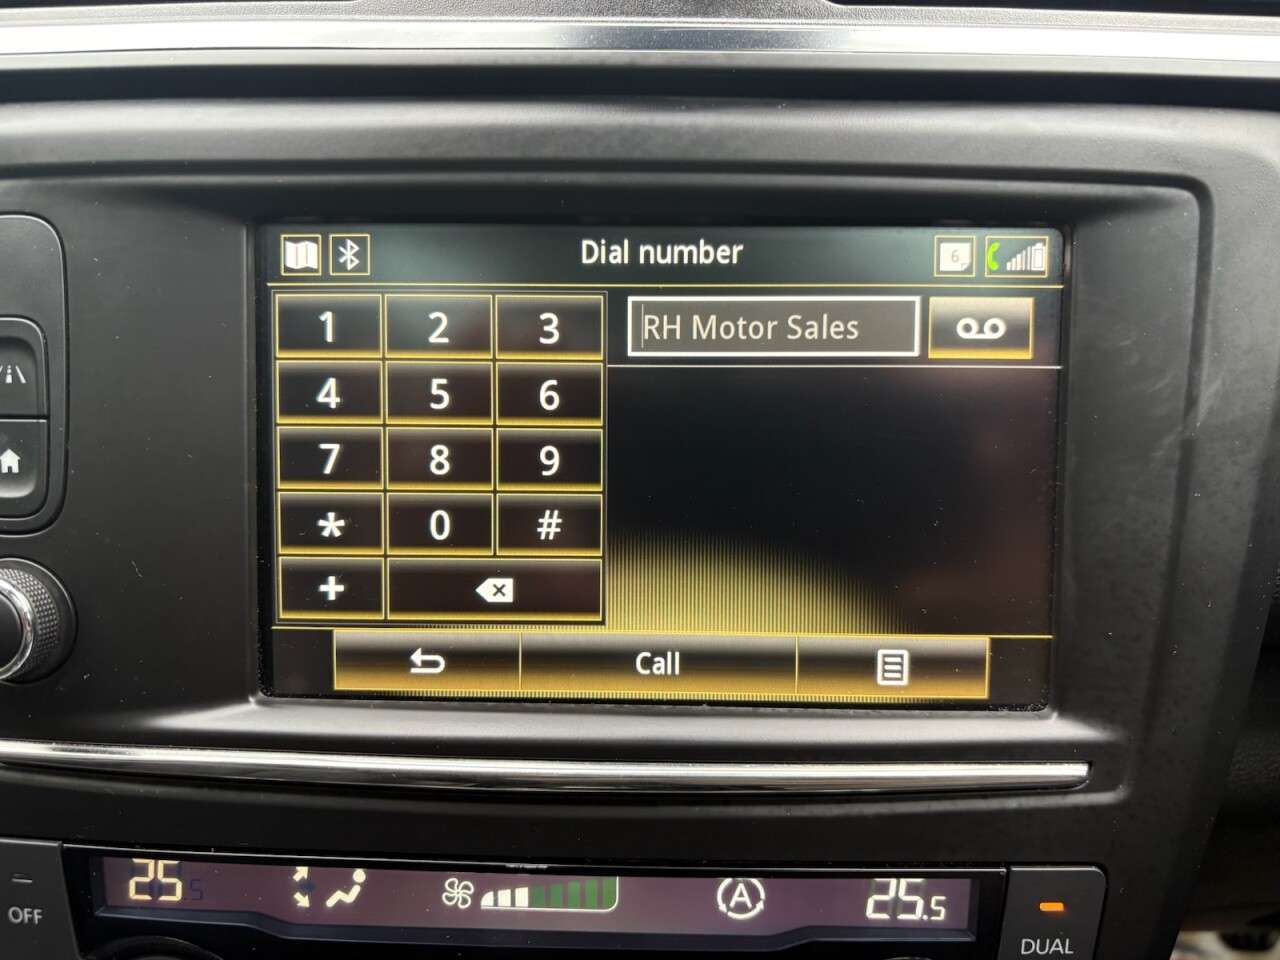 Dial number
6
1 2 3
RH Motor Sales
4 5 6
7 8 9
* 0 #
+
Call
25
A
25.5
OFF
DUAL